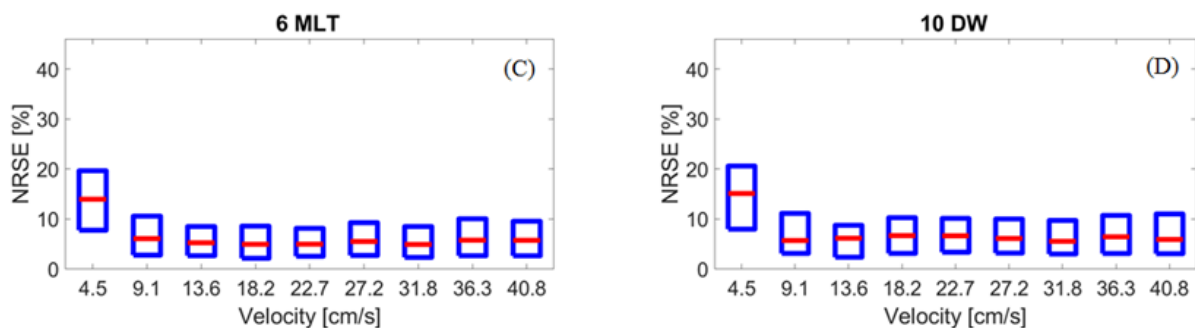 6 MLT
(C)
40
30
20
10
0
NRSE [%]
4.5 9.1 13.6 18.2 22.7 27.2 31.8 36.3 40.8
Velocity [cm/s]
10 DW
(D)
40
30
20
10
0
NRSE [%]
4.5 9.1 13.6 18.2 22.7 27.2 31.8 36.3 40.8
Velocity [cm/s]